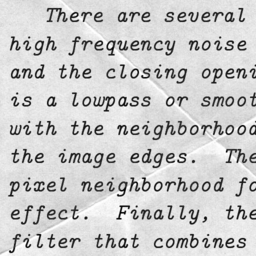 There are several
high frequency noise
and the closing openi
is a lowpass or smoot
with the neighborhood
the image edges.  The
pixel neighborhood fo
effect.  Finally, the
filter that combines